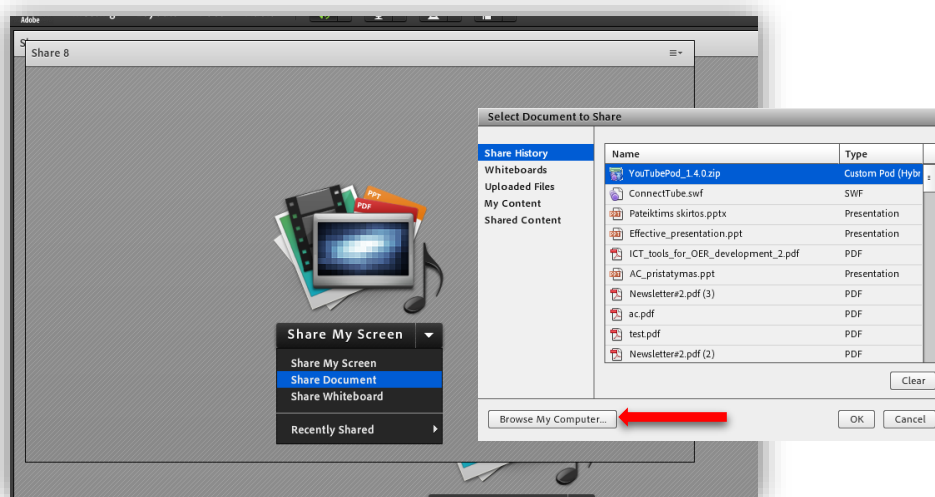 Adobe
S
Share 8
Share My Screen
Share My Screen
Share Document
Share Whiteboard
Recently Shared
Select Document to Share
Share History
Whiteboards
Uploaded Files
My Content
Shared Content
Name Type
YouTubePod_1.4.0.zip Custom Pod (Hybr
ConnectTube.swf SWF
Pateiktims skirtos.pptx Presentation
Effective_presentation.ppt Presentation
ICT_tools_for_OER_development_2.pdf PDF
AC_pristatymas.ppt Presentation
Newsletter#2.pdf (3) PDF
ac.pdf PDF
test.pdf PDF
Newsletter#2.pdf (2) PDF
Clear
Browse My Computer... OK Cancel